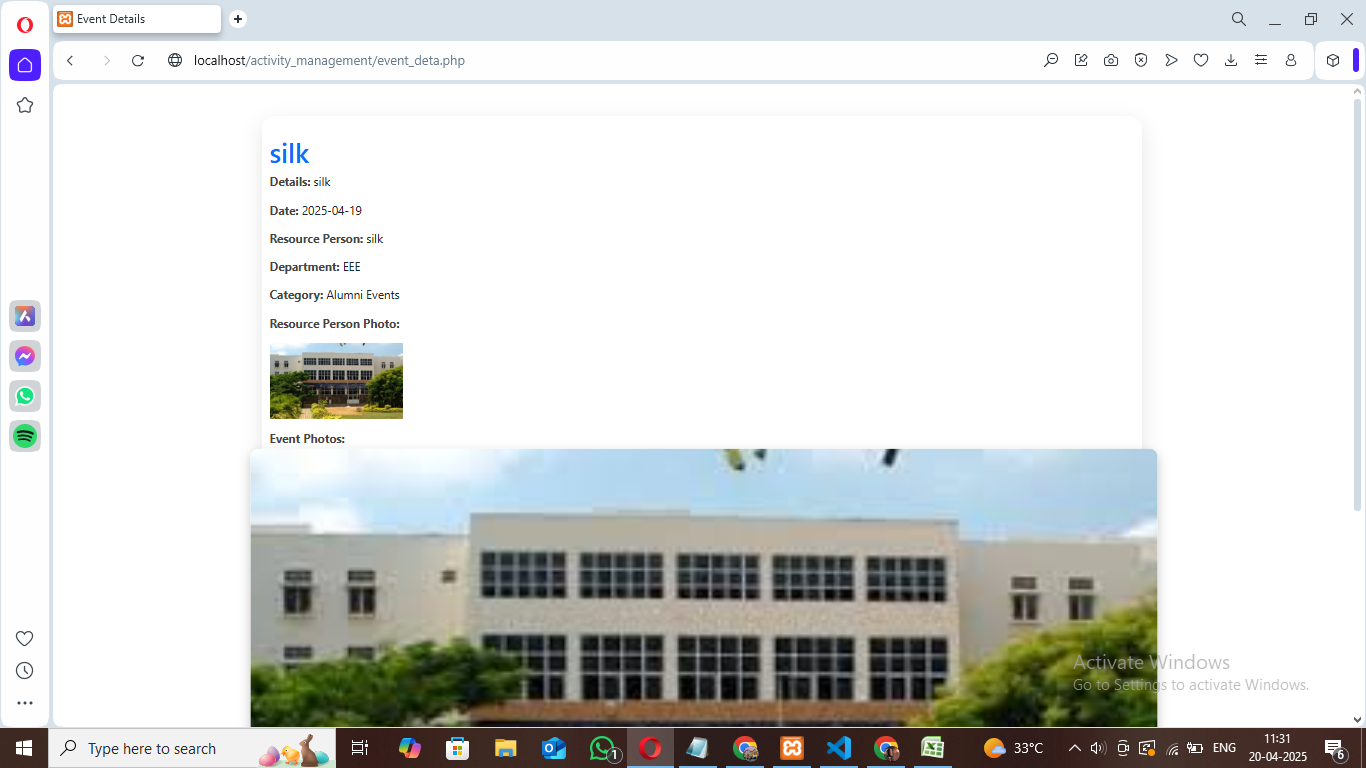 Event Details
localhost/activity_management/event_deta.php
silk
Details: silk
Date: 2025-04-19
Resource Person: silk
Department: EEE
Category: Alumni Events
Resource Person Photo:
Event Photos:
Activate Windows
Go to Settings to activate Windows.
Type here to search
1
33°C
ENG
11:31
20-04-2025
6